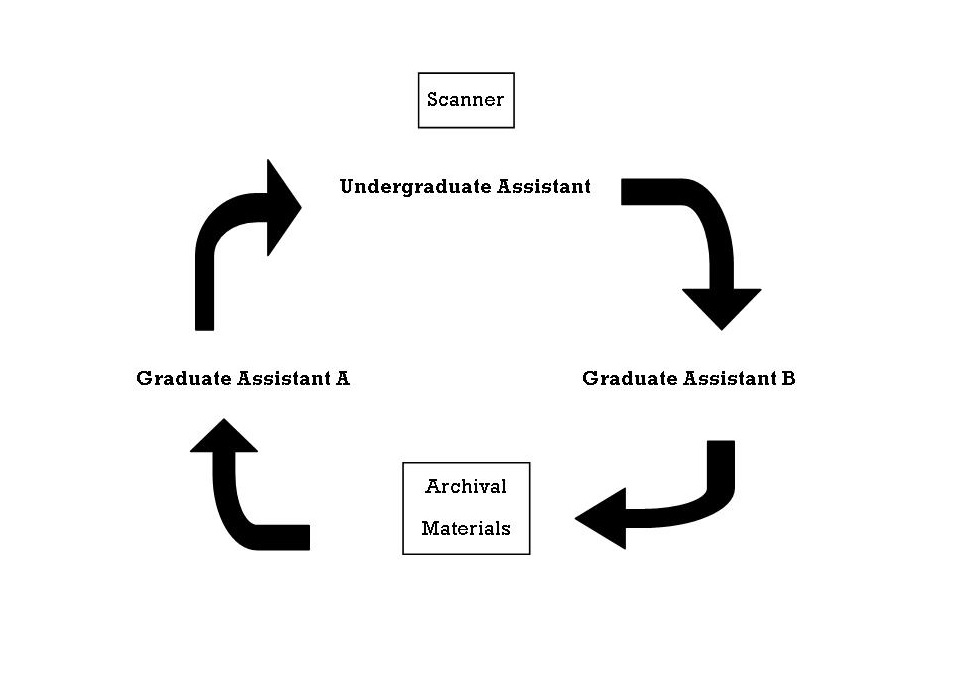 Scanner
Undergraduate Assistant
Graduate Assistant A
Graduate Assistant B
Archival
Materials